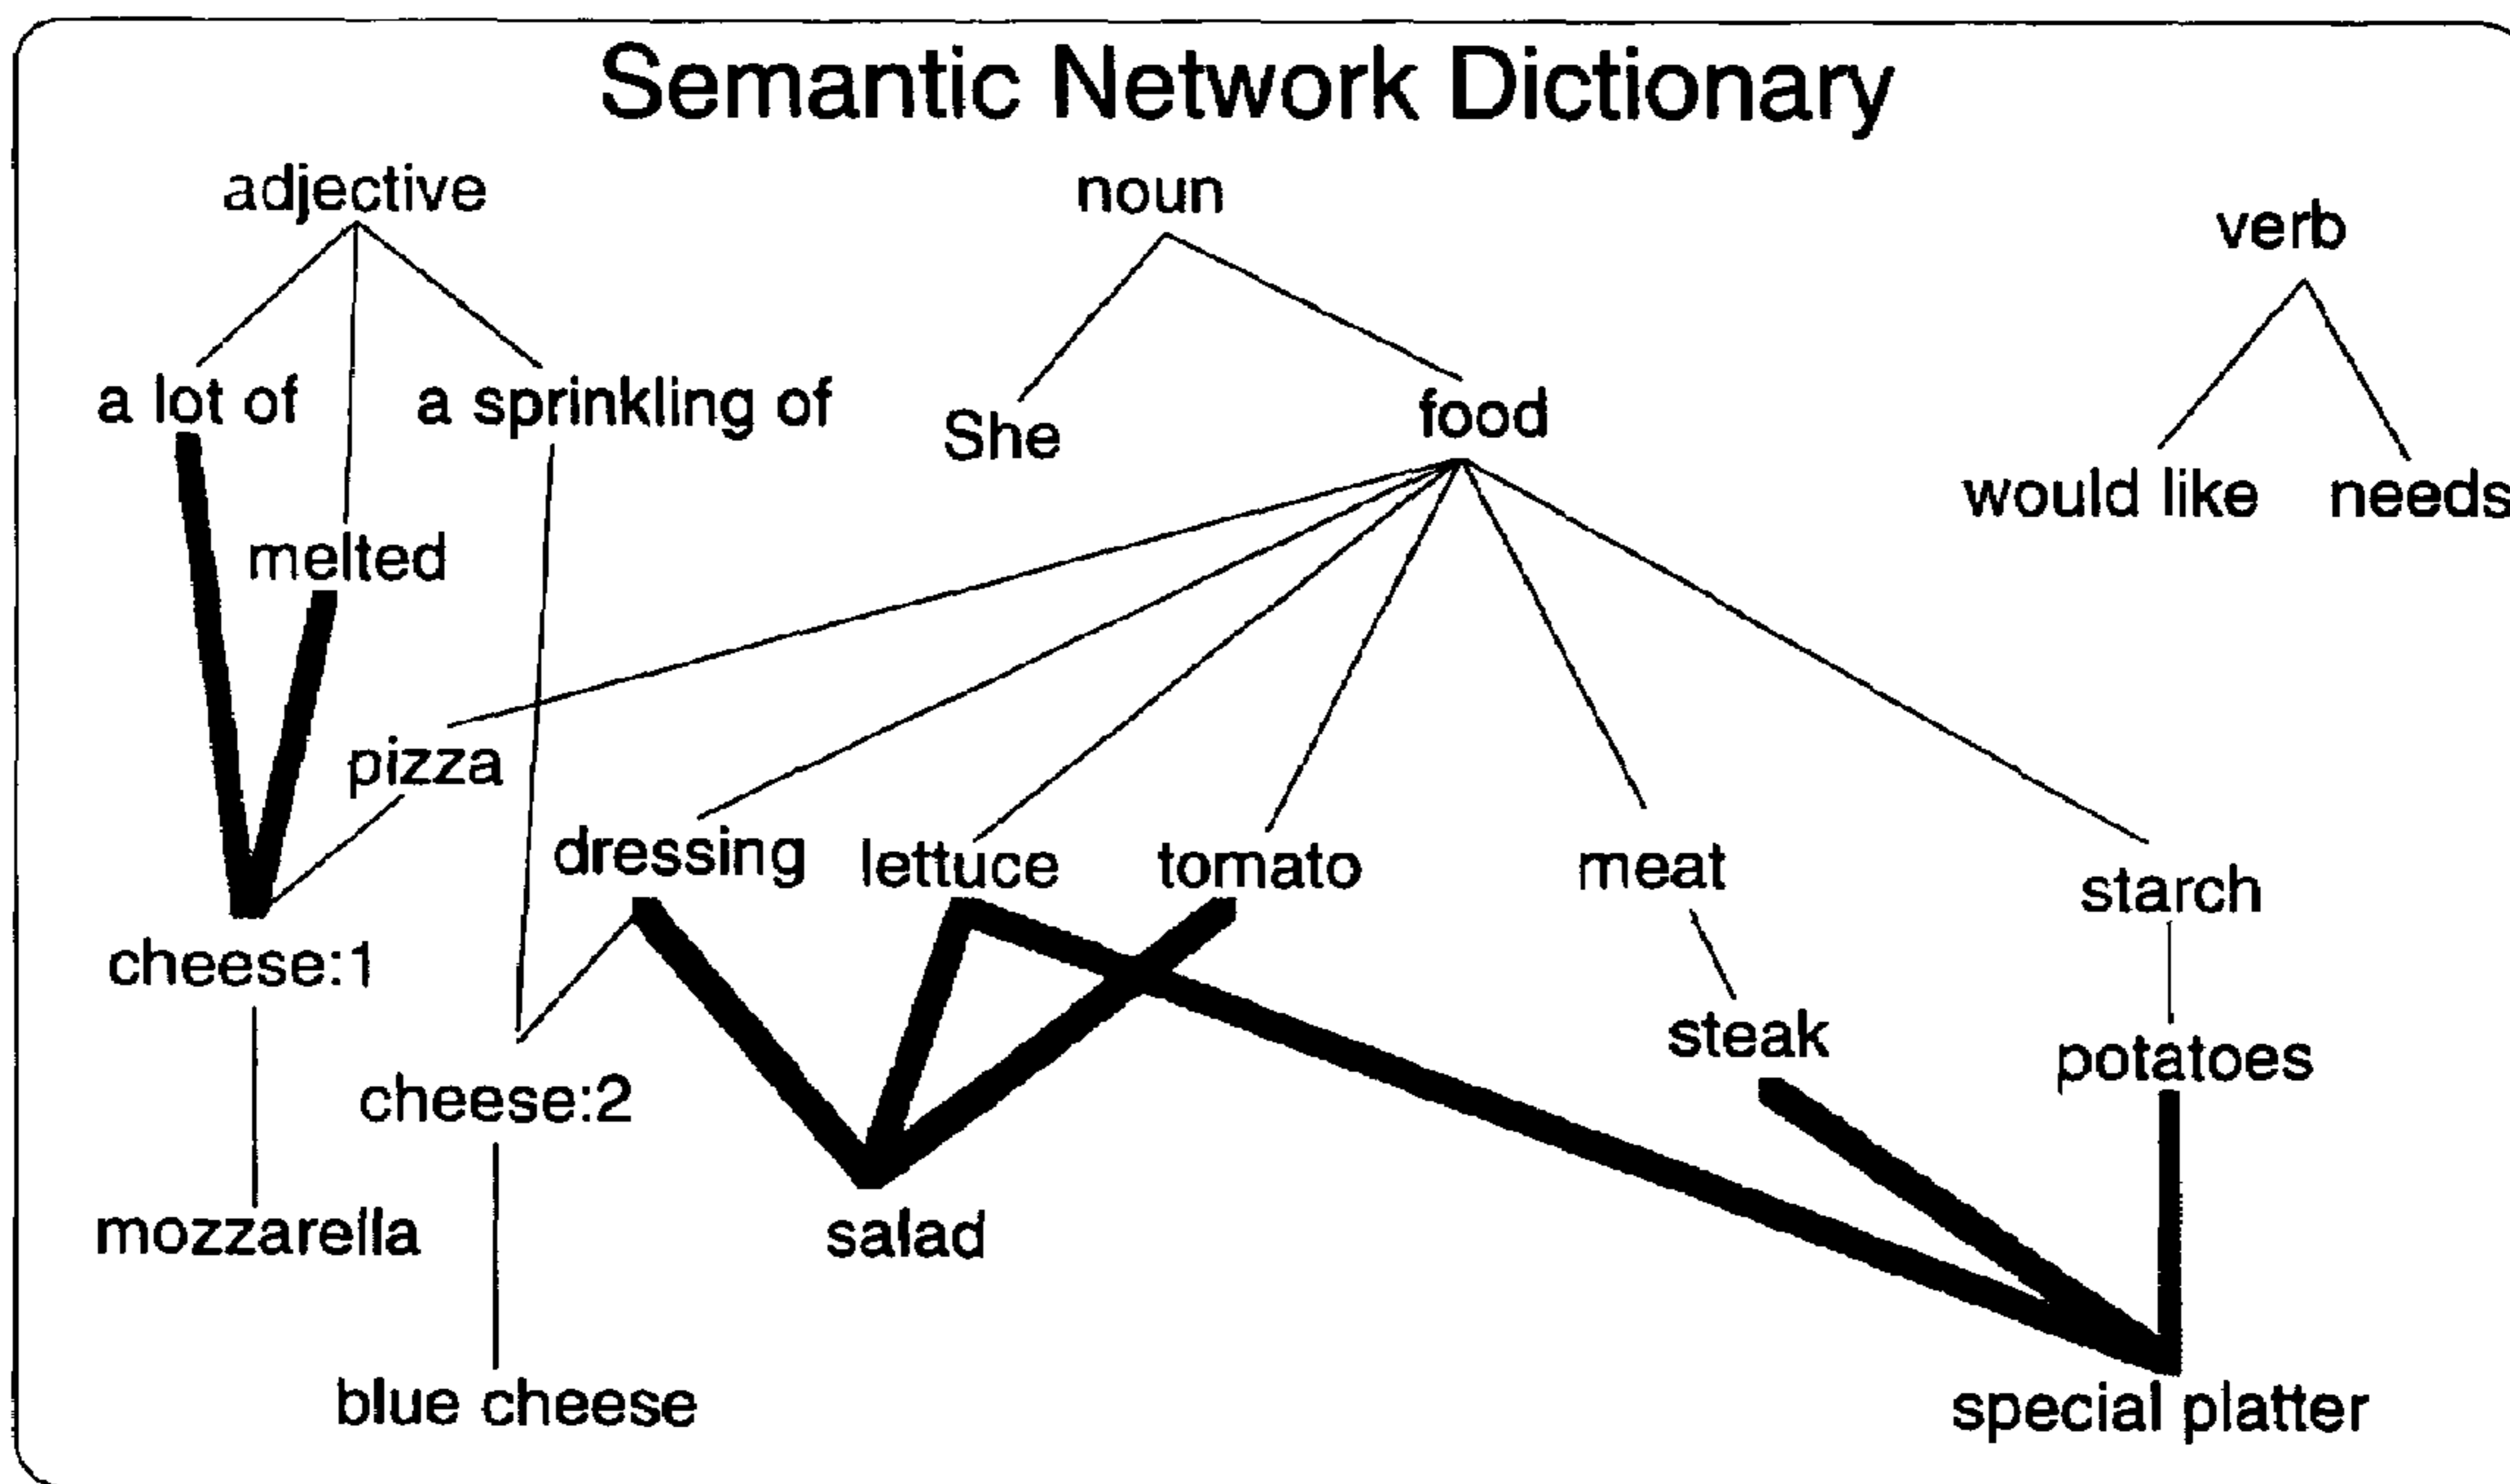 Semantic Network Dictionary
adjective
noun
verb
a lot of
a sprinkling of
She
food
would like
needs
melted
pizza
dressing
lettuce
tomato
meat
starch
cheese:1
steak
potatoes
cheese:2
mozzarella
salad
blue cheese
special platter